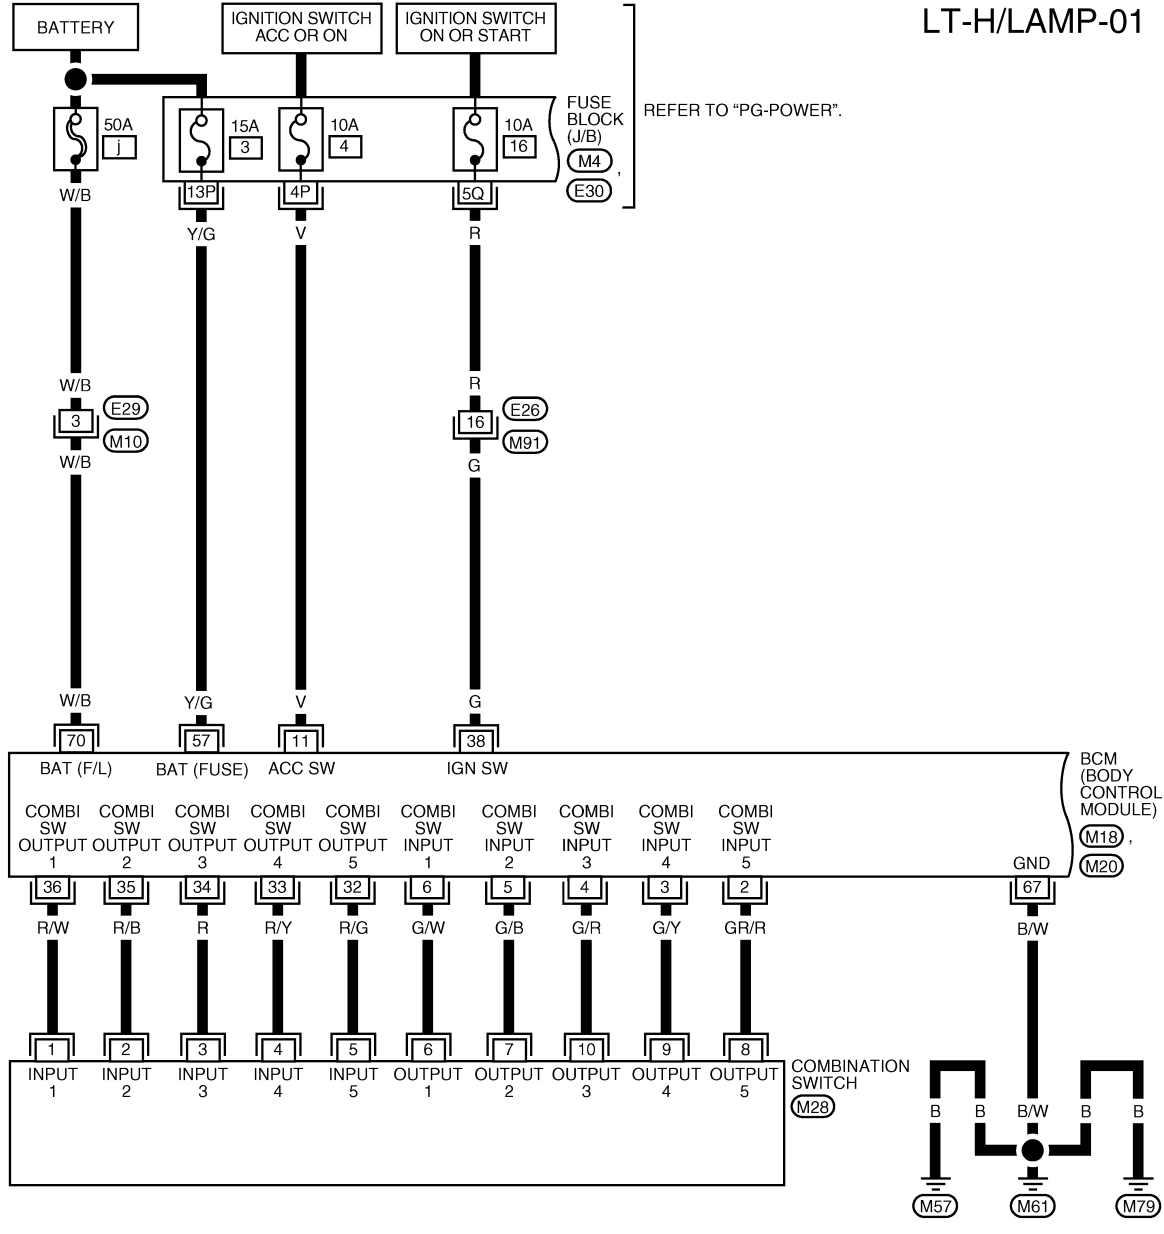 LT-H/LAMP-01
BATTERY
IGNITION SWITCH
ACC OR ON
IGNITION SWITCH
ON OR START
REFER TO “PG-POWER”.
50A
j
15A
3
10A
4
10A
16
FUSE
BLOCK
(J/B)
M4 ,
E30
13P
4P
5Q
W/B
Y/G
V
R
W/B
R
3
E29
M10
16
E26
M91
W/B
G
W/B
Y/G
V
G
70
57
11
38
BAT (F/L)
BAT (FUSE)
ACC SW
IGN SW
BCM
(BODY
CONTROL
MODULE)
M18 ,
M20
COMBI
SW
OUTPUT
1
COMBI
SW
OUTPUT
2
COMBI
SW
OUTPUT
3
COMBI
SW
OUTPUT
4
COMBI
SW
OUTPUT
5
COMBI
SW
INPUT
1
COMBI
SW
INPUT
2
COMBI
SW
INPUT
3
COMBI
SW
INPUT
4
COMBI
SW
INPUT
5
GND
36
35
34
33
32
6
5
4
3
2
67
R/W
R/B
R
R/Y
R/G
G/W
G/B
G/R
G/Y
GR/R
B/W
1
2
3
4
5
6
7
10
9
8
INPUT
1
INPUT
2
INPUT
3
INPUT
4
INPUT
5
OUTPUT
1
OUTPUT
2
OUTPUT
3
OUTPUT
4
OUTPUT
5
COMBINATION
SWITCH
M28
B
B
B/W
B
B
M57
M61
M79